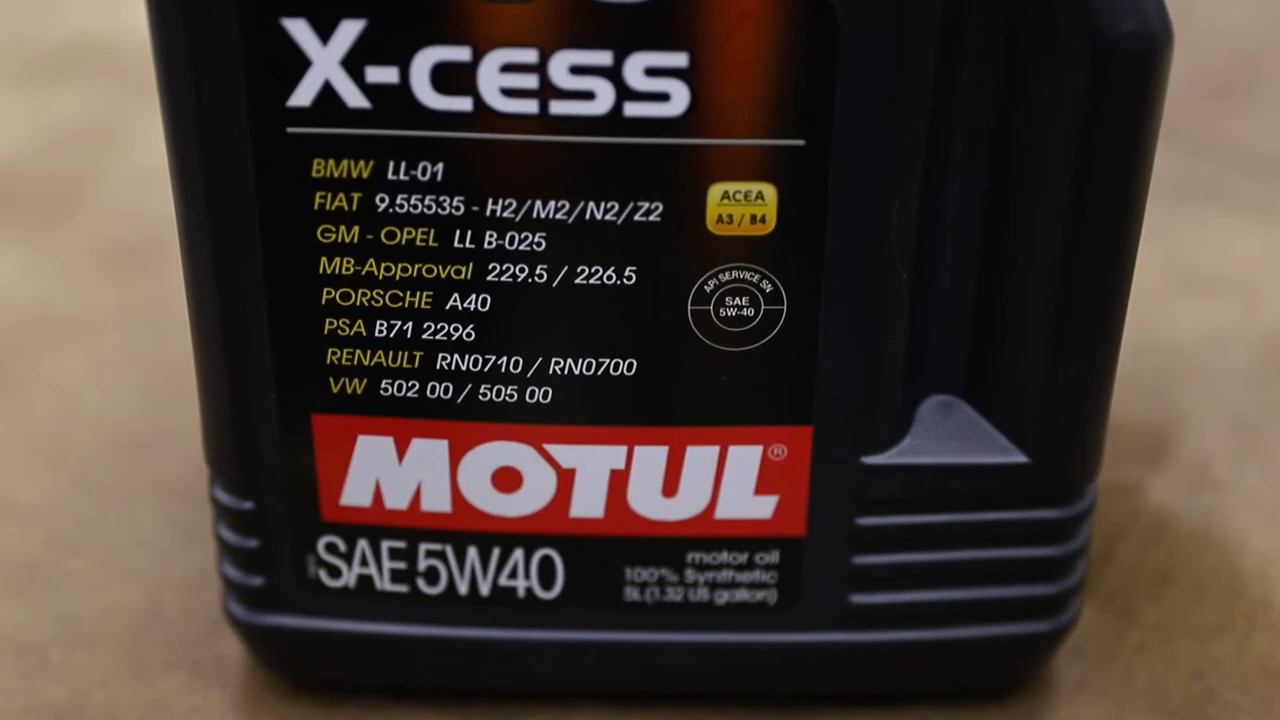 X-CESS
BMW LL-01
FIAT 9.55535 - H2/M2/N2/Z2
GM - OPEL LL B-025
MB-Approval 229.5 / 226.5
PORSCHE A40
PSA B71 2296
RENAULT RN0710 / RN0700
VW 502 00 / 505 00
ACEA
A3 / B4
API SERVICE SN
SAE
5W-40
MOTUL®
SAE 5W40
motor oil
100% Synthetic
5L (1.32 US gallon)